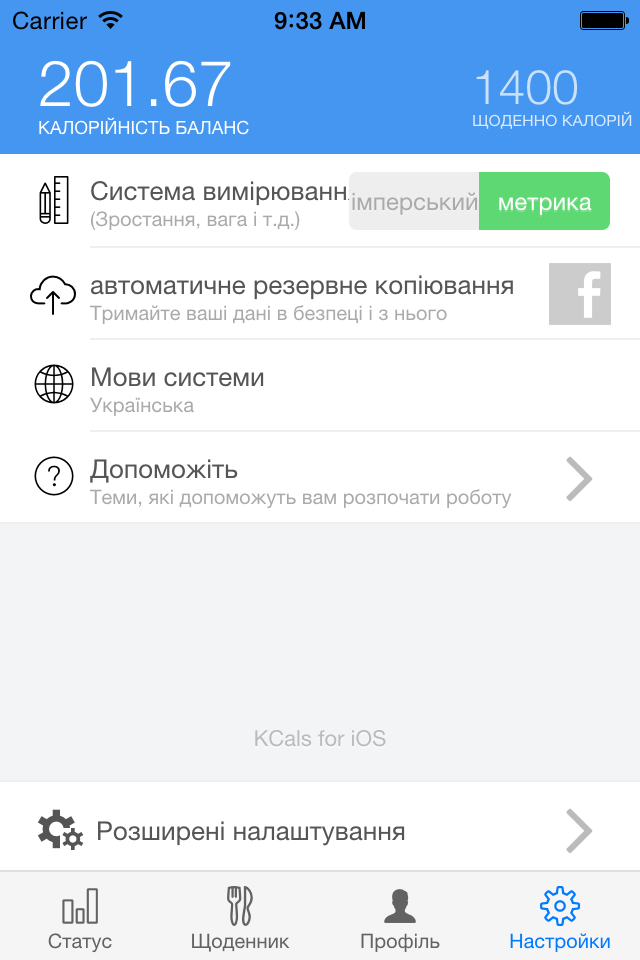 Carrier 9:33 AM
201.67
КАЛОРІЙНІСТЬ БАЛАНС
1400
ЩОДЕННО КАЛОРІЙ
Система вимірюванн
(Зростання, вага і т.д.)
імперський метрика
автоматичне резервне копіювання
Тримайте ваші дані в безпеці і з нього
Мови системи
Українська
Допоможіть
Теми, які допоможуть вам розпочати роботу
KCals for iOS
Розширені налаштування
Статус Щоденник Профіль Настройки